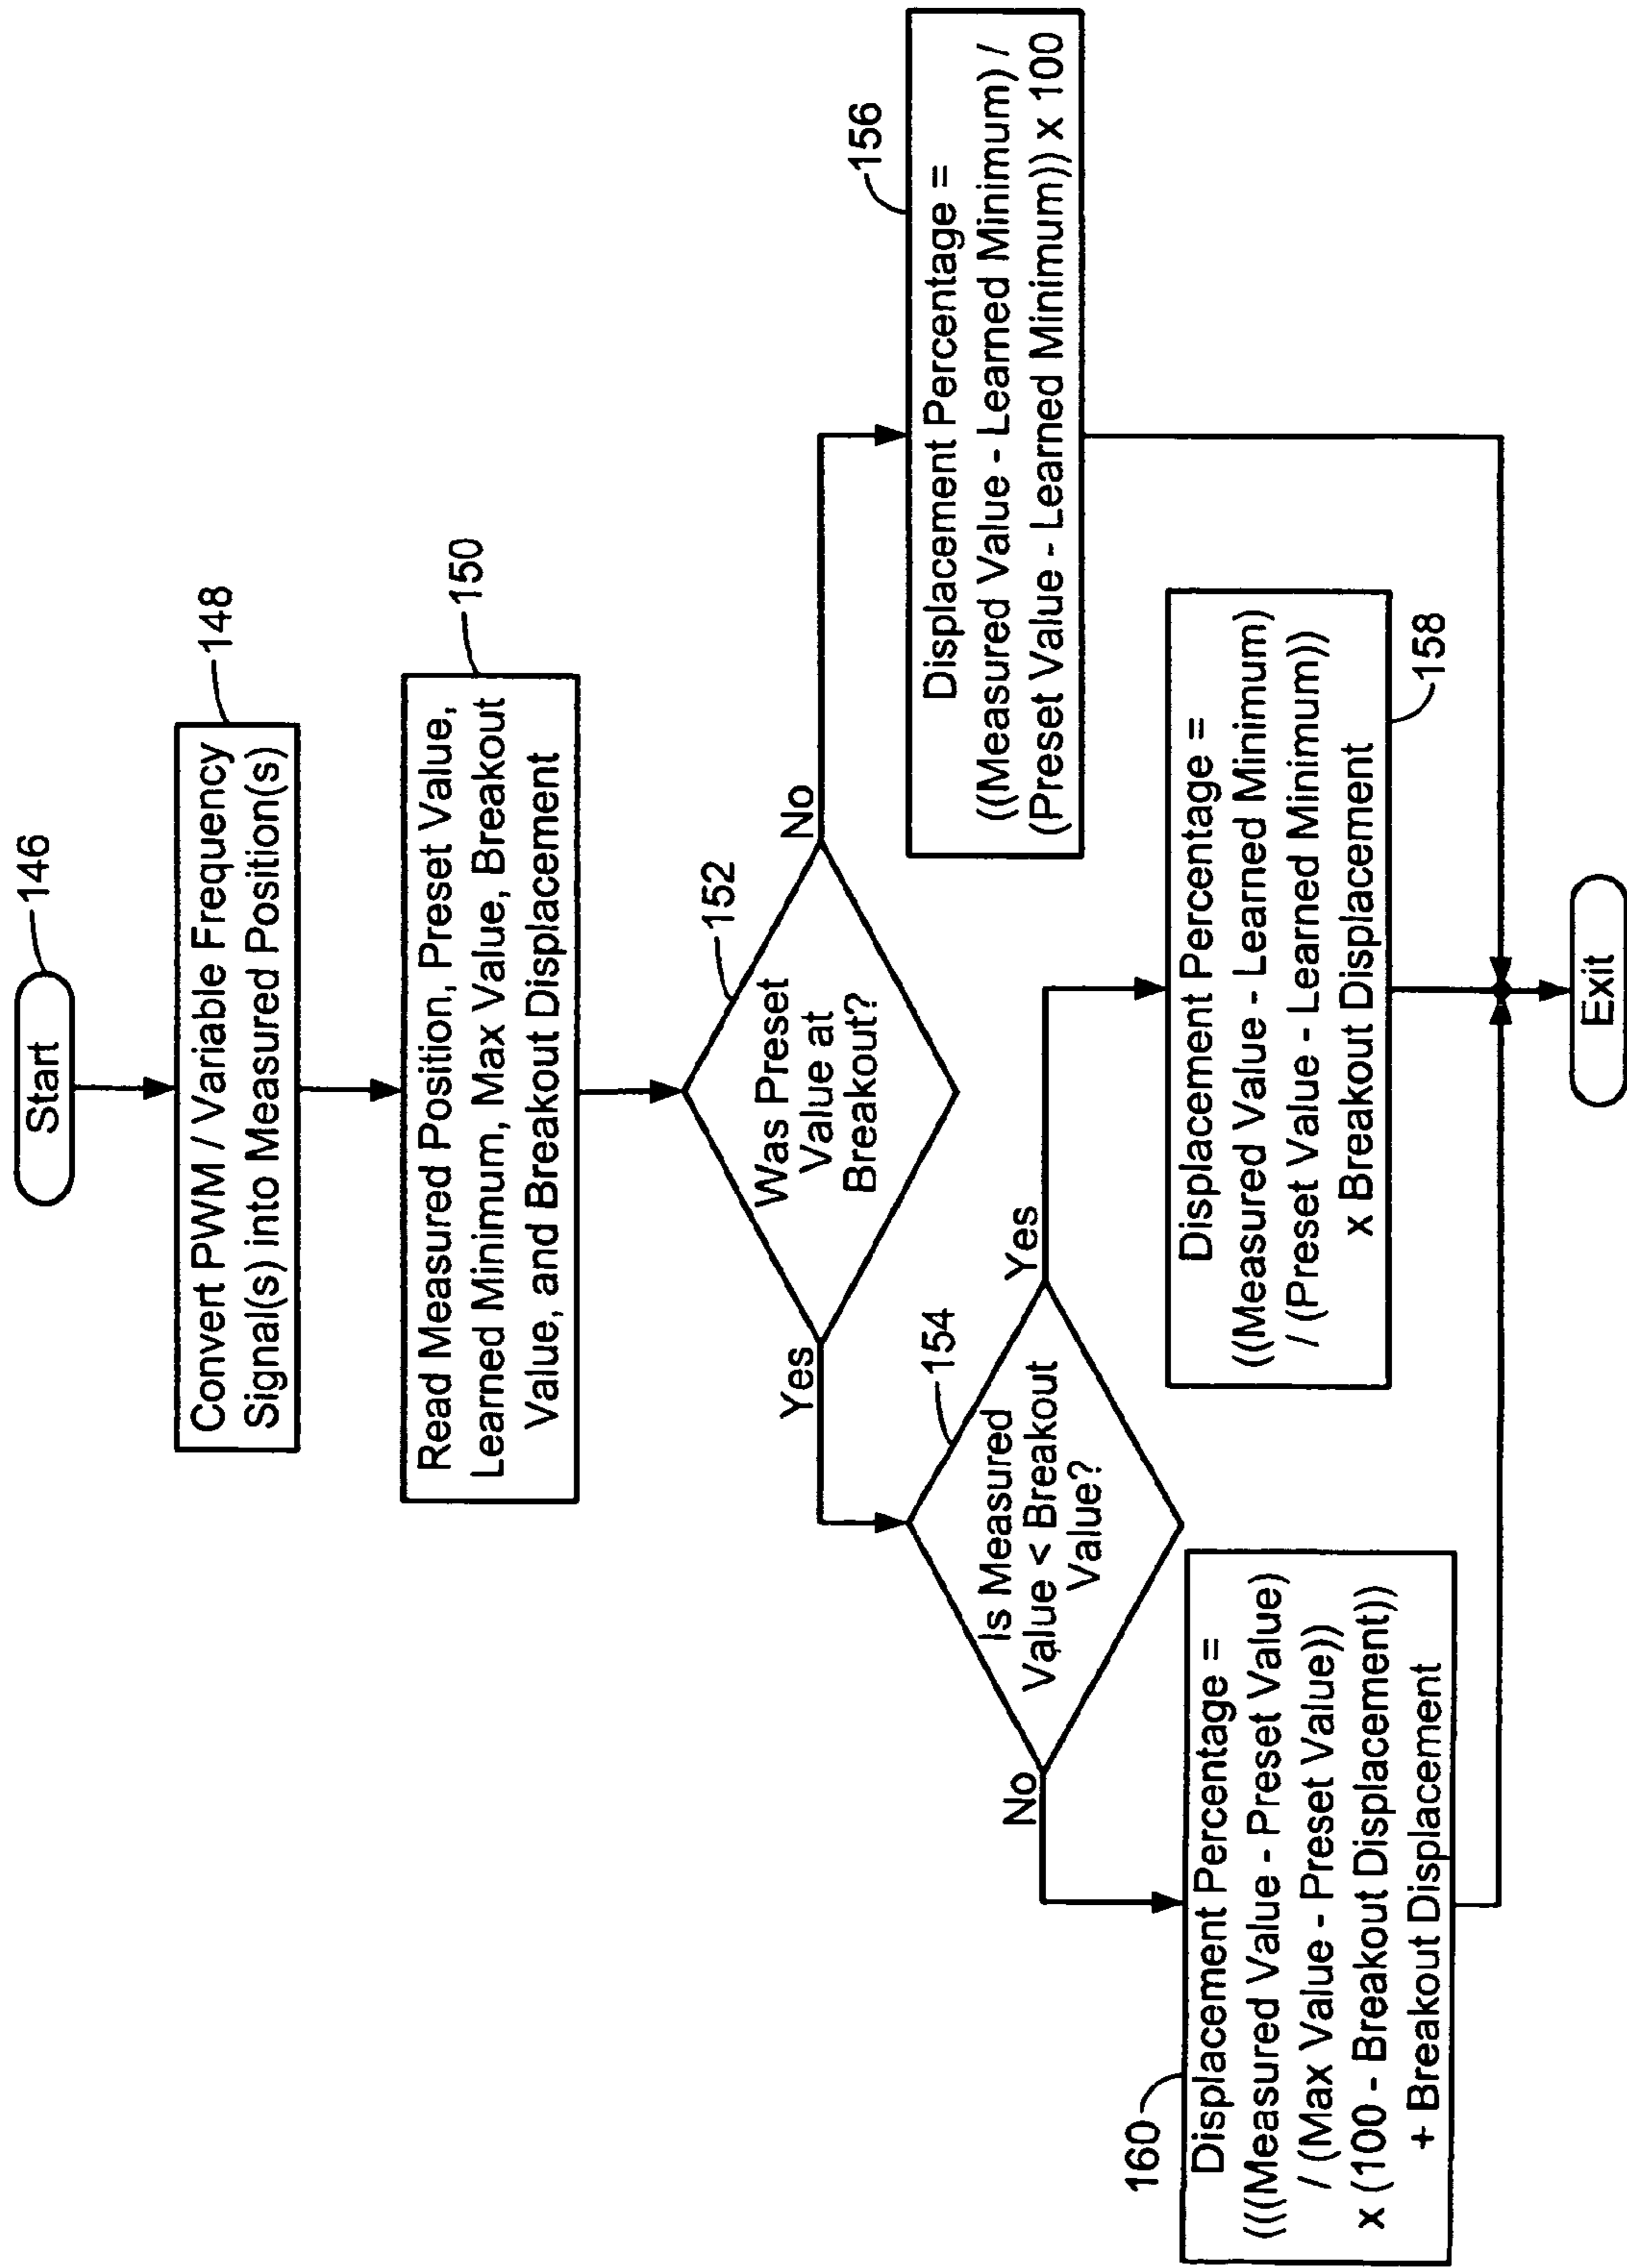 Start
146
Convert PWM / Variable Frequency
Signal(s) into Measured Position(s)
148
Read Measured Position, Preset Value,
Learned Minimum, Max Value, Breakout
Value, and Breakout Displacement
150
Was Preset
Value at
Breakout?
152
Yes
No
Is Measured
Value < Breakout
Value?
154
No
Yes
Displacement Percentage =
((Measured Value - Learned Minimum) /
(Preset Value - Learned Minimum)) x 100
156
Displacement Percentage =
((Measured Value - Learned Minimum)
/ (Preset Value - Learned Minimum))
x Breakout Displacement
158
160
Displacement Percentage =
(((Measured Value - Preset Value)
/ (Max Value - Preset Value))
x (100 - Breakout Displacement))
+ Breakout Displacement
Exit